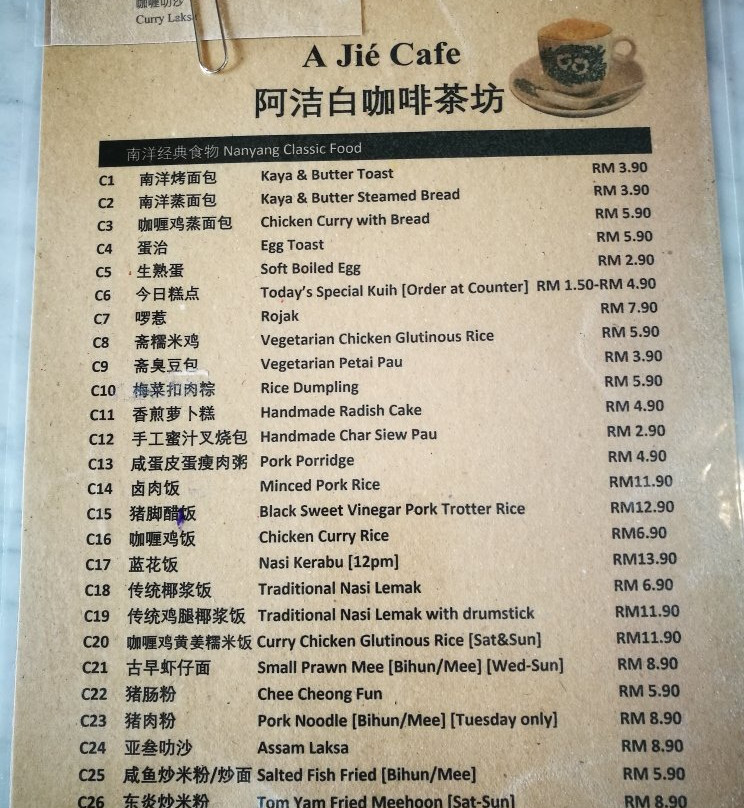 咖喱叻沙
Curry Laksa
A Jié Cafe
阿洁白咖啡茶坊
南洋经典食物 Nanyang Classic Food
C1 南洋烤面包 Kaya & Butter Toast RM 3.90
C2 南洋蒸面包 Kaya & Butter Steamed Bread RM 3.90
C3 咖喱鸡蒸面包 Chicken Curry with Bread RM 5.90
C4 蛋治 Egg Toast RM 5.90
C5 生熟蛋 Soft Boiled Egg RM 2.90
C6 今日糕点 Today's Special Kuih [Order at Counter] RM 1.50-RM 4.90
C7 啰惹 Rojak RM 7.90
C8 斋糯米鸡 Vegetarian Chicken Glutinous Rice RM 5.90
C9 斋臭豆包 Vegetarian Petai Pau RM 3.90
C10 梅菜扣肉粽 Rice Dumpling RM 5.90
C11 香煎萝卜糕 Handmade Radish Cake RM 4.90
C12 手工蜜汁叉烧包 Handmade Char Siew Pau RM 2.90
C13 咸蛋皮蛋瘦肉粥 Pork Porridge RM 4.90
C14 卤肉饭 Minced Pork Rice RM11.90
C15 猪脚醋饭 Black Sweet Vinegar Pork Trotter Rice RM12.90
C16 咖喱鸡饭 Chicken Curry Rice RM6.90
C17 蓝花饭 Nasi Kerabu [12pm] RM13.90
C18 传统椰浆饭 Traditional Nasi Lemak RM 6.90
C19 传统鸡腿椰浆饭 Traditional Nasi Lemak with drumstick RM11.90
C20 咖喱鸡黄姜糯米饭 Curry Chicken Glutinous Rice [Sat&Sun] RM11.90
C21 古早虾仔面 Small Prawn Mee [Bihun/Mee] [Wed-Sun] RM 8.90
C22 猪肠粉 Chee Cheong Fun RM 5.90
C23 猪肉粉 Pork Noodle [Bihun/Mee] [Tuesday only] RM 8.90
C24 亚叁叻沙 Assam Laksa RM 8.90
C25 咸鱼炒米粉/炒面 Salted Fish Fried [Bihun/Mee] RM 5.90
C26 东炎炒米粉 Tom Yam Fried Meehoon [Sat-Sun] RM 8.90